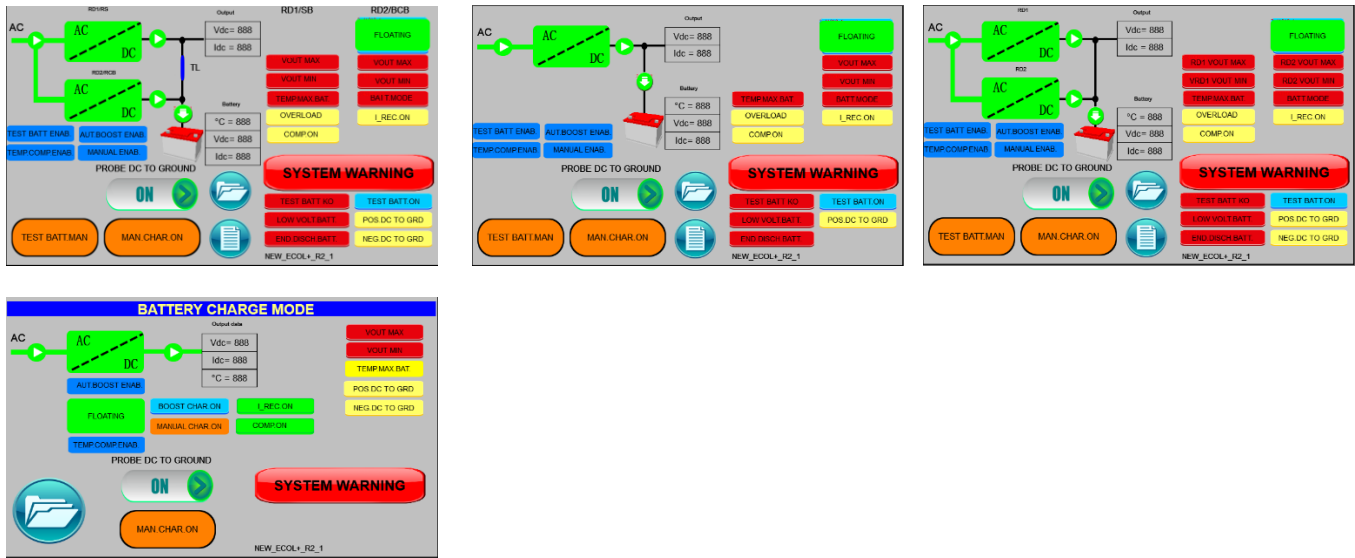 RD1/RS
Output
RD1/SB
RD2/BCB
AC
AC
DC
Vdc= 888
Idc = 888
FLOATING
TL
RD2/RCB
AC
DC
VOUT MAX
VOUT MAX
VOUT MIN
VOUT MIN
TEMP.MAX.BAT.
BATT MODE
Battery
°C = 888
Vdc= 888
Idc= 888
OVERLOAD
I_REC.ON
COMP.ON
TEST BATT ENAB.
AUT.BOOST ENAB.
TEMP.COMP.ENAB.
MANUAL ENAB.
PROBE DC TO GROUND
SYSTEM WARNING
ON
TEST BATT KO
TEST BATT.ON
LOW VOLT.BATT.
POS.DC TO GRD
END.DISCH.BATT.
NEG.DC TO GRD
TEST BATT.MAN
MAN.CHAR.ON
NEW_ECOL+_R2_1
Output
AC
AC
DC
Vdc= 888
Idc= 888
FLOATING
VOUT MAX
VOUT MIN
Battery
°C = 888
Vdc= 888
Idc= 888
TEMP.MAX.BAT.
BATT.MODE
OVERLOAD
I_REC.ON
COMP.ON
TEST BATT ENAB.
AUT.BOOST ENAB.
TEMP.COMP.ENAB.
MANUAL ENAB.
PROBE DC TO GROUND
SYSTEM WARNING
ON
TEST BATT KO
TEST BATT.ON
LOW VOLT.BATT.
POS.DC TO GRD
END.DISCH.BATT.
TEST BATT.MAN
MAN.CHAR.ON
NEW_ECOL+_R2_1
RD1
Output
AC
AC
DC
Vdc= 888
Idc = 888
FLOATING
RD2
AC
DC
RD1 VOUT MAX
RD2 VOUT MAX
VRD1 VOUT MIN
RD2 VOUT MIN
TEMP.MAX.BAT.
BATT MODE
Battery
°C = 888
Vdc= 888
Idc= 888
OVERLOAD
I_REC.ON
COMP.ON
TEST BATT ENAB.
AUT.BOOST ENAB.
TEMP.COMP.ENAB.
MANUAL ENAB.
PROBE DC TO GROUND
SYSTEM WARNING
ON
TEST BATT KO
TEST BATT.ON
LOW VOLT.BATT.
POS.DC TO GRD
END.DISCH.BATT.
NEG.DC TO GRD
TEST BATT.MAN
MAN.CHAR.ON
NEW_ECOL+_R2_1
BATTERY CHARGE MODE
Output data
AC
AC
DC
Vdc= 888
Idc= 888
°C = 888
VOUT MAX
VOUT MIN
TEMP.MAX.BAT.
POS.DC TO GRD
NEG.DC TO GRD
AUT.BOOST ENAB.
FLOATING
BOOST CHAR.ON
I_REC.ON
MANUAL CHAR.ON
COMP.ON
TEMP.COMP.ENAB.
PROBE DC TO GROUND
ON
SYSTEM WARNING
MAN.CHAR.ON
NEW_ECOL+_R2_1